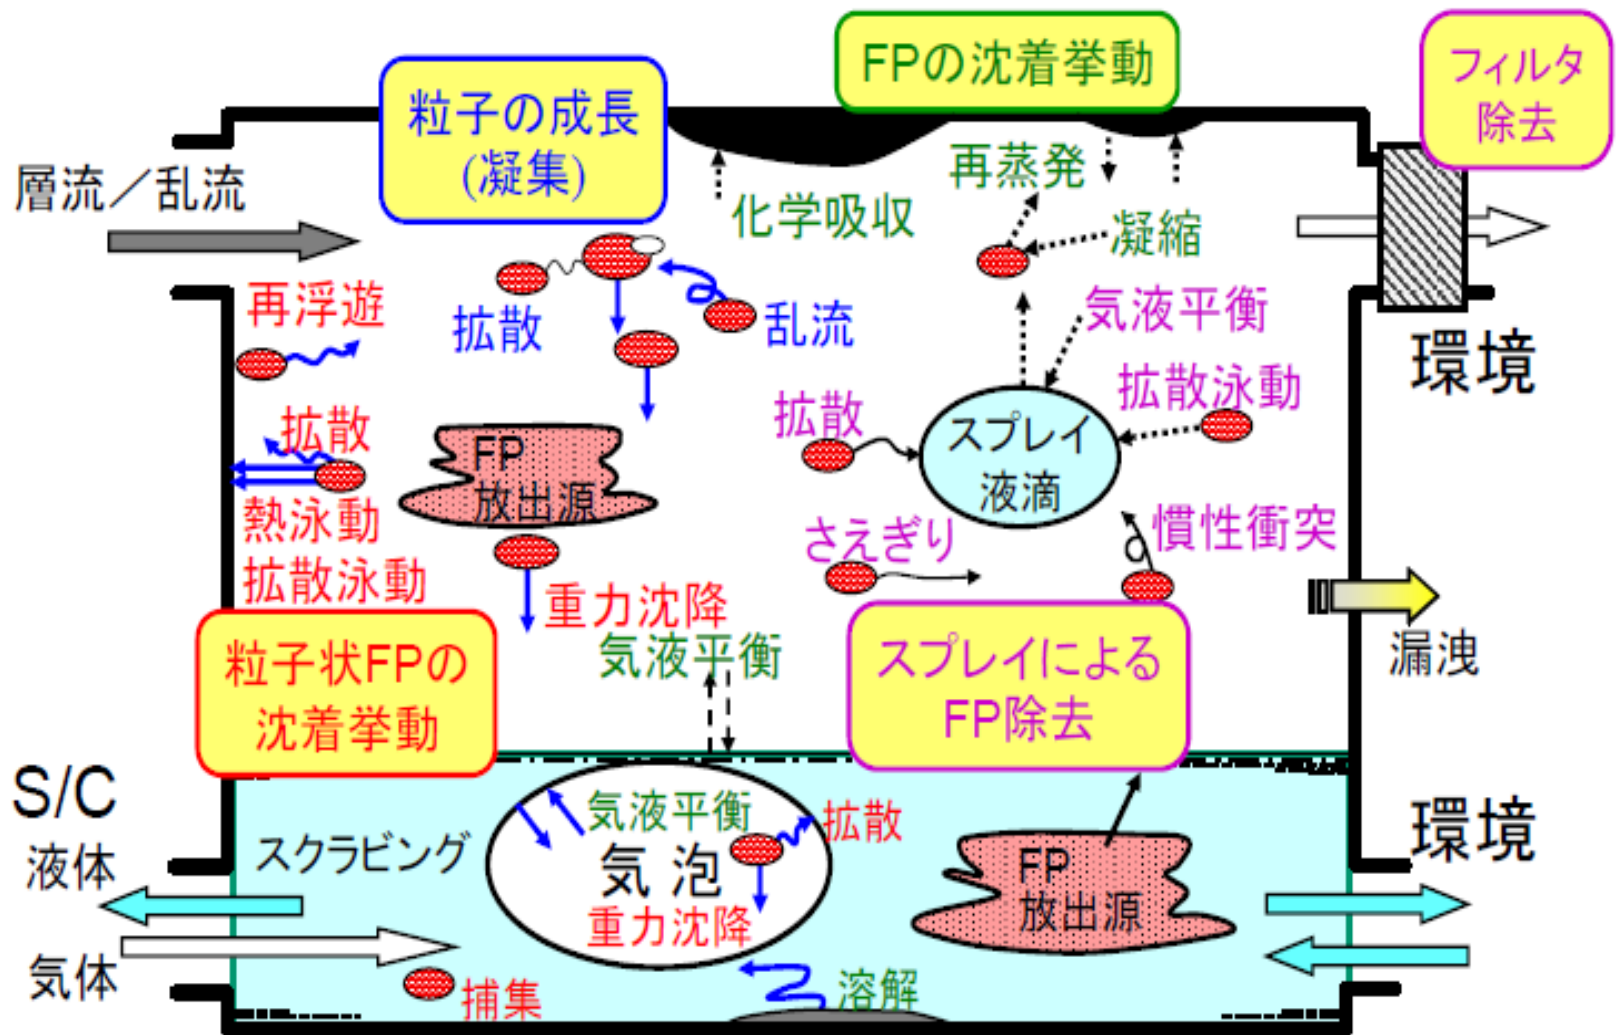 FPの沈着挙動
フィルタ
除去
粒子の成長
(凝集)
層流／乱流
再蒸発
化学吸収
凝縮
再浮遊
拡散
乱流
気液平衡
環境
拡散
拡散
拡散泳動
スプレイ
液滴
FP
放出源
熱泳動
拡散泳動
さえぎり
慣性衝突
重力沈降
気液平衡
粒子状FPの
沈着挙動
スプレイによる
FP除去
漏洩
S/C
液体
気体
スクラビング
気液平衡
気泡
拡散
重力沈降
FP
放出源
環境
捕集
溶解